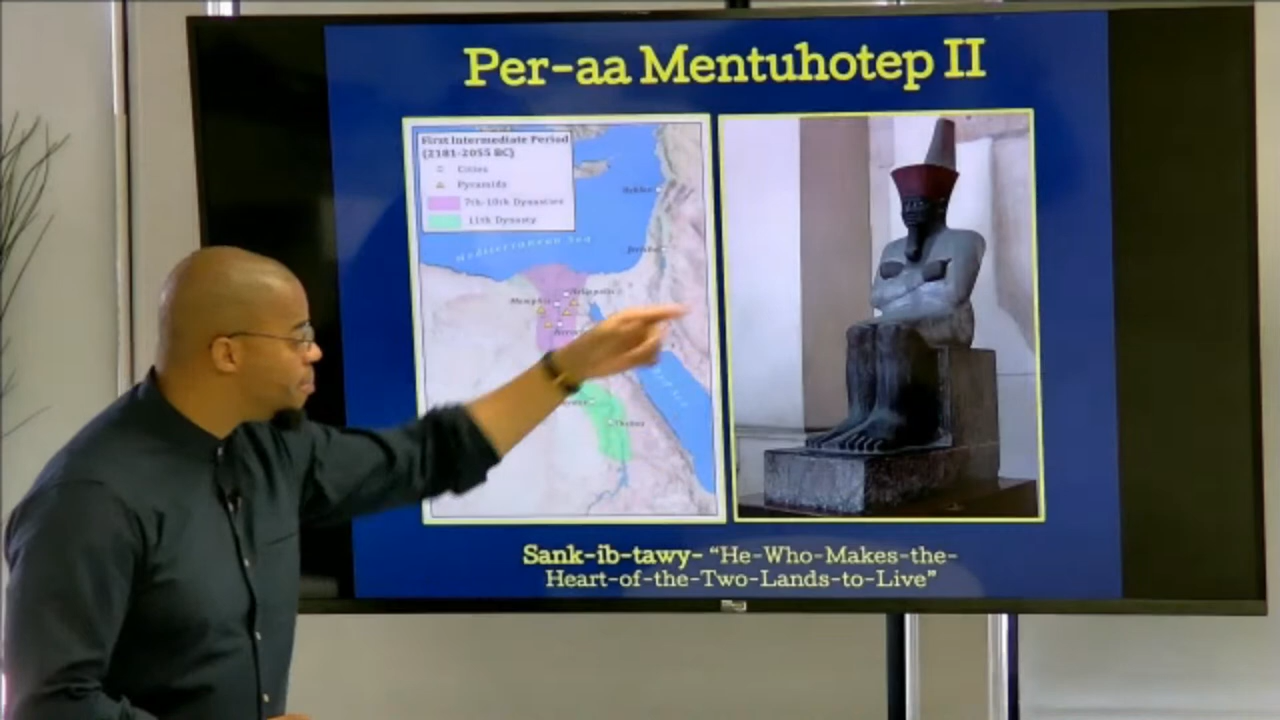 Per-aa Mentuhotep II
First Intermediate Period
(2181-2055 BC)
Cities
Pyramids
7th-10th Dynasties
11th Dynasty
Mediterranean Sea
Memphis
Thebes
Sank-ib-tawy- “He-Who-Makes-the-
Heart-of-the-Two-Lands-to-Live”